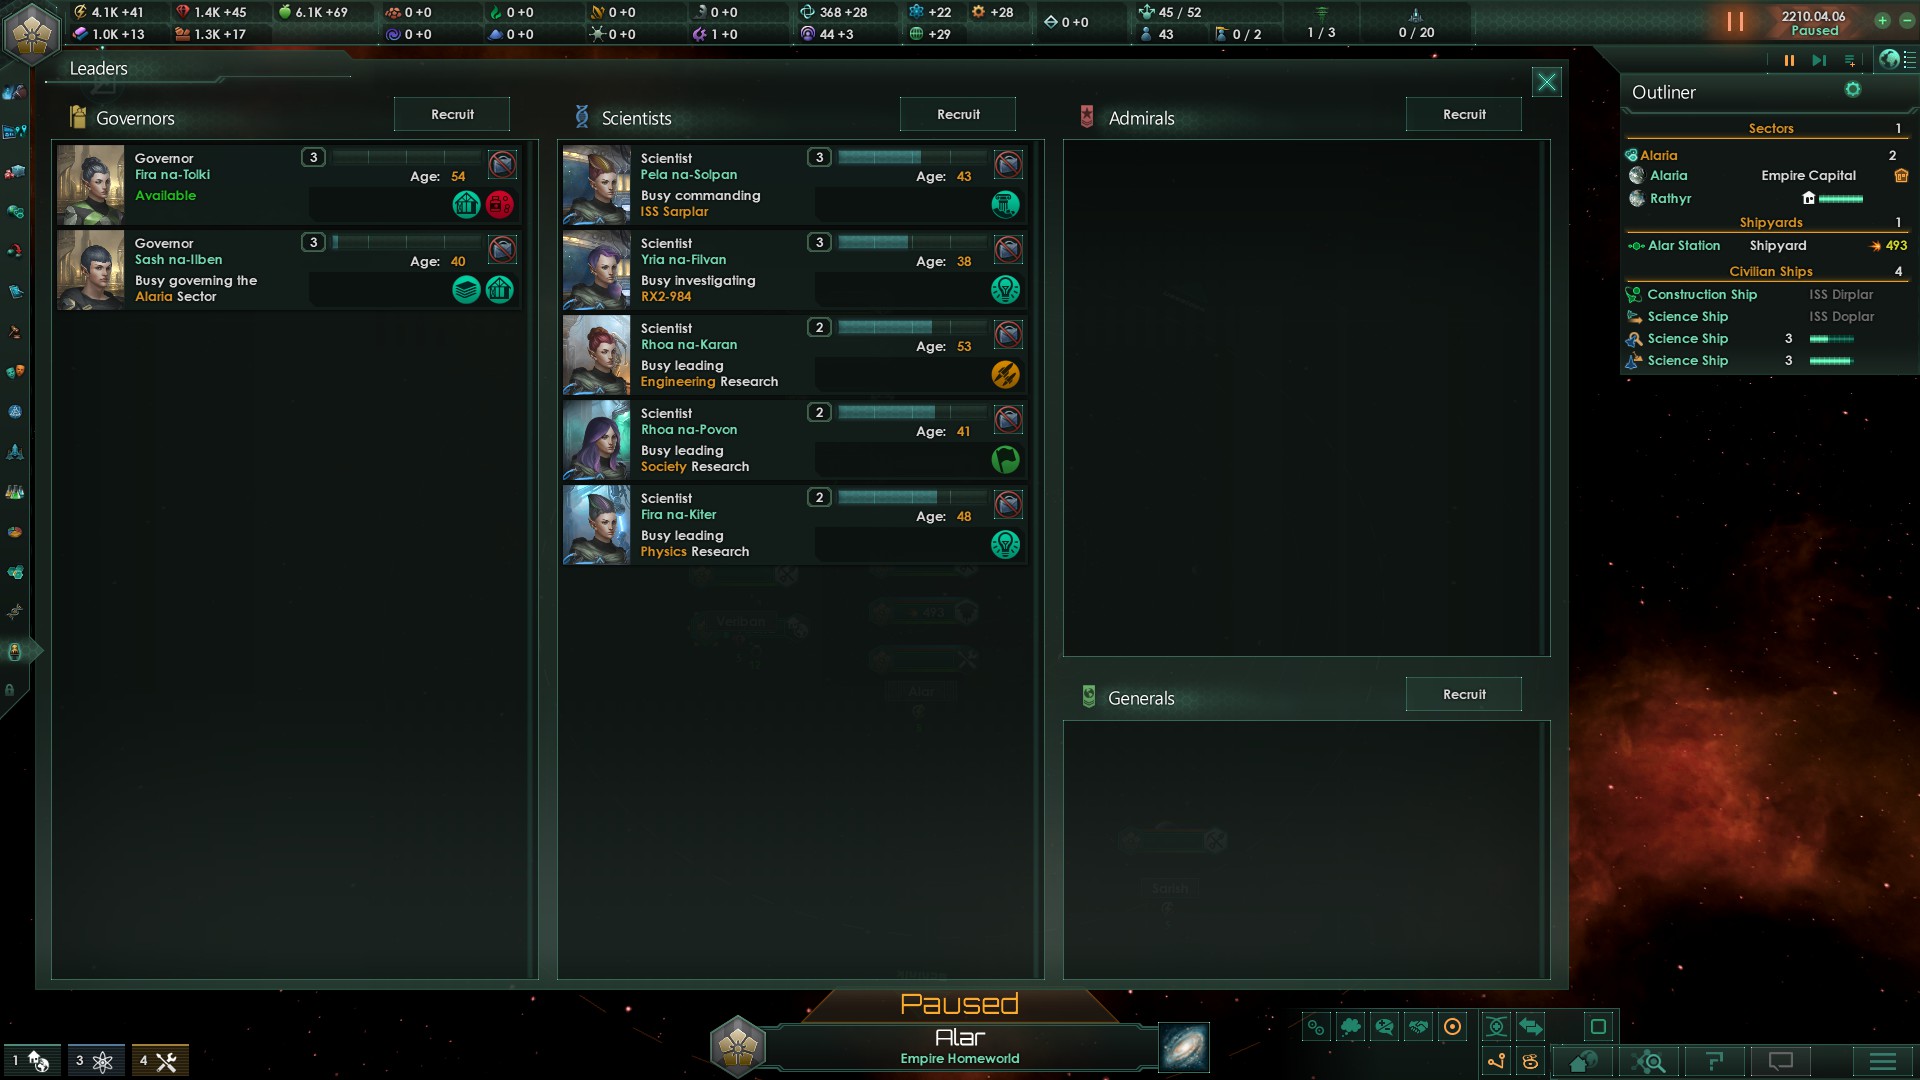 4.1K +41 1.4K +45 6.1K +69 0 +0 0 +0 0 +0 0 +0 368 +28 +22 +28 0 +0 45 / 52 1 / 3 0 / 20
1.0K +13 1.3K +17 0 +0 0 +0 0 +0 1 +0 44 +3 +29 43 0 / 2
2210.04.06
Paused
Leaders
Governors
Recruit
Governor
Fira na-Tolki
Available
3
Age: 54
Governor
Sash na-Ilben
Busy governing the
Alaria Sector
3
Age: 40
Scientists
Recruit
Scientist
Pela na-Solpan
Busy commanding
ISS Sarplar
3
Age: 43
Scientist
Yria na-Filvan
Busy investigating
RX2-984
3
Age: 38
Scientist
Rhoa na-Karan
Busy leading
Engineering Research
2
Age: 53
Scientist
Rhoa na-Povon
Busy leading
Society Research
2
Age: 41
Scientist
Fira na-Kiter
Busy leading
Physics Research
2
Age: 48
493
Alar
Sarish
Admirals
Recruit
Generals
Recruit
Outliner
Sectors 1
Alaria 2
Alaria Empire Capital
Rathyr
Shipyards 1
Alar Station Shipyard 493
Civilian Ships 4
Construction Ship ISS Dirplar
Science Ship ISS Doplar
Science Ship 3
Science Ship 3
Paused
Alar
Empire Homeworld
1 3 4